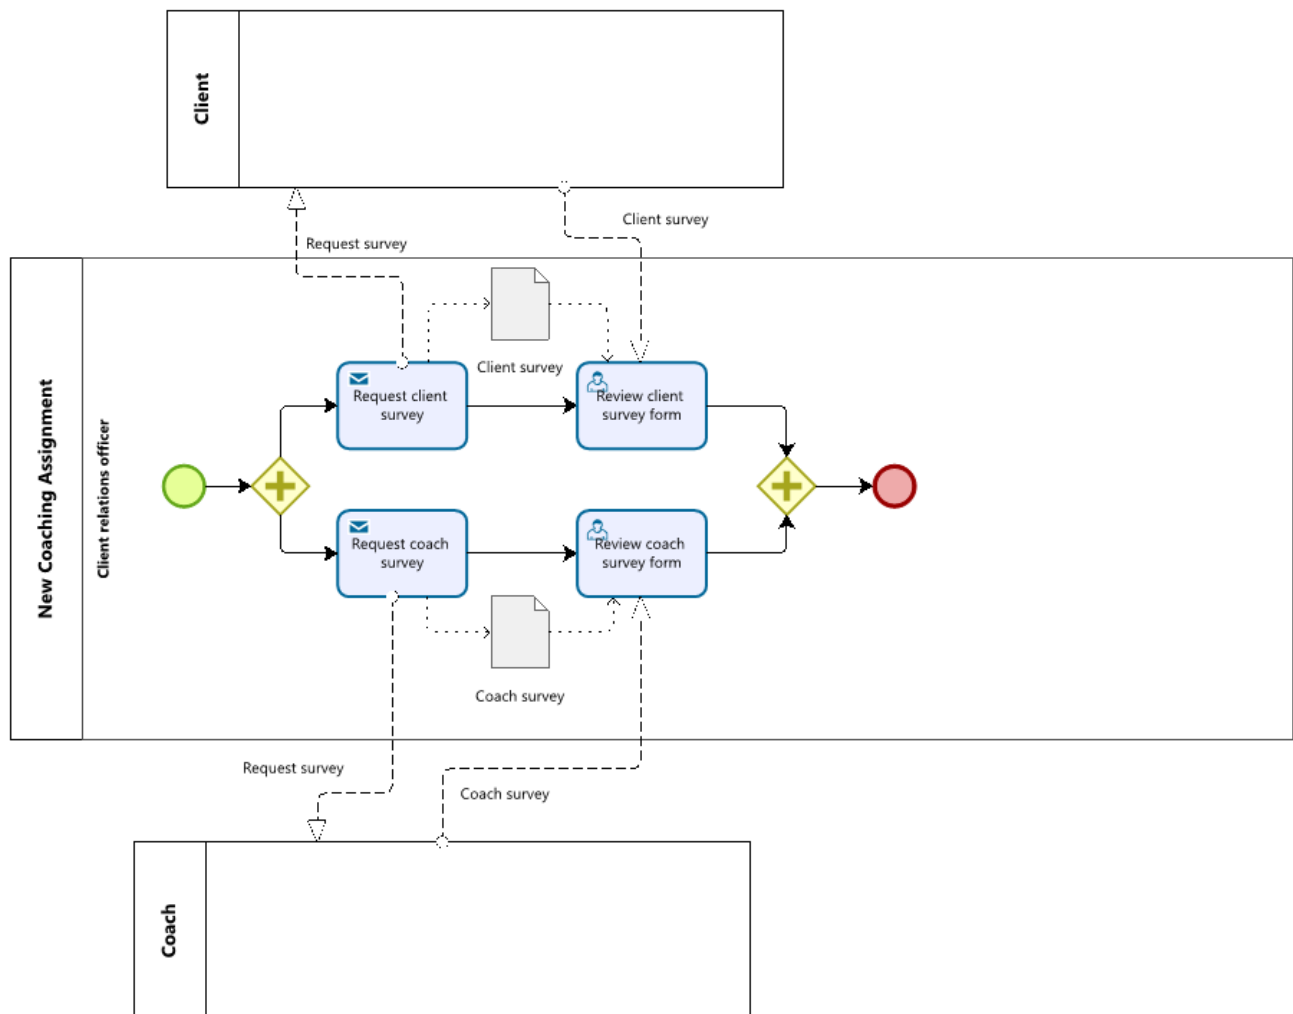 Client
Client survey
Request survey
Client survey
Request client
survey
Review client
survey form
New Coaching Assignment
Client relations officer
Request coach
survey
Review coach
survey form
Coach survey
Request survey
Coach survey
Coach